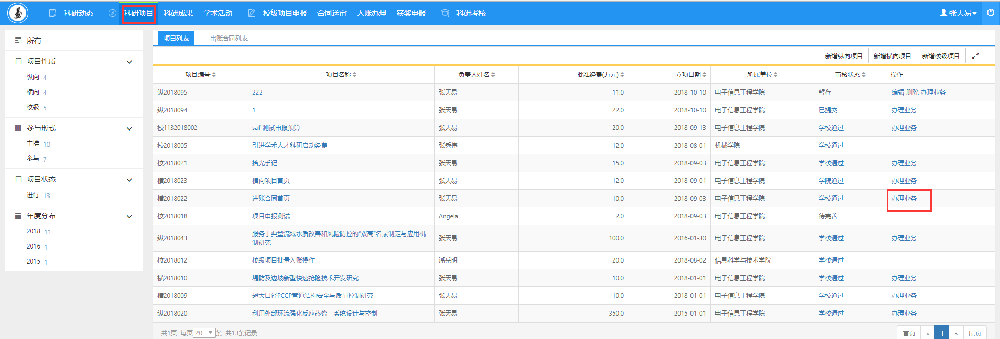 科研动态 科研项目 科研成果 学术活动 校级项目申报 合同送审 入账办理 获奖申报 科研考核 张天易
所有
项目性质
纵向 4
横向 4
校级 5
参与形式
主持 10
参与 7
项目状态
进行 13
年度分布
2018 11
2016 1
2015 1
项目列表 出账合同列表
新增纵向项目 新增横向项目 新增校级项目
项目编号 项目名称 负责人姓名 批准经费(万元) 立项日期 所属单位 审核状态 操作
纵2018095 222 张天易 11.0 2018-10-10 电子信息工程学院 暂存 编辑 删除 办理业务
纵2018094 1 张天易 22.0 2018-10-10 电子信息工程学院 已提交 办理业务
校1132018002 saf-测试申报预算 张天易 20.0 2018-09-13 电子信息工程学院 学校通过 办理业务
校2018005 引进学术人才科研启动经费 张秀伟 12.0 2018-08-01 机械学院 学校通过
校2018021 拾光手记 张天易 15.0 2018-09-03 电子信息工程学院 学校通过 办理业务
横2018023 横向项目首页 张天易 12.0 2018-09-01 电子信息工程学院 学院通过 办理业务
横2018022 进账合同首页 张天易 10.0 2018-09-03 电子信息工程学院 学校通过 办理业务
校2018018 项目申报测试 Angela 2.0 2018-09-03 电子信息工程学院 待完善
纵2018043 服务于典型流域水质改善和风险防控的“双高”名录制定与应用机
制研究 张天易 100.0 2016-01-30 电子信息工程学院 学校通过 办理业务
校2018012 校级项目批量入账操作 潘岳明 20.0 2018-08-02 信息科学与技术学院 学校通过
横2018010 堤防及边坡新型快速抢险技术开发研究 张天易 10.0 2018-01-01 电子信息工程学院 学校通过 办理业务
横2018009 超大口径PCCP管道结构安全与质量控制研究 张天易 10.0 2018-01-01 电子信息工程学院 学校通过 办理业务
纵2018020 利用外部环流强化反应蒸馏—系统设计与控制 张天易 350.0 2015-01-01 电子信息工程学院 学校通过 办理业务
共1页 每页 20 条 共13条记录 首页 « 1 » 尾页